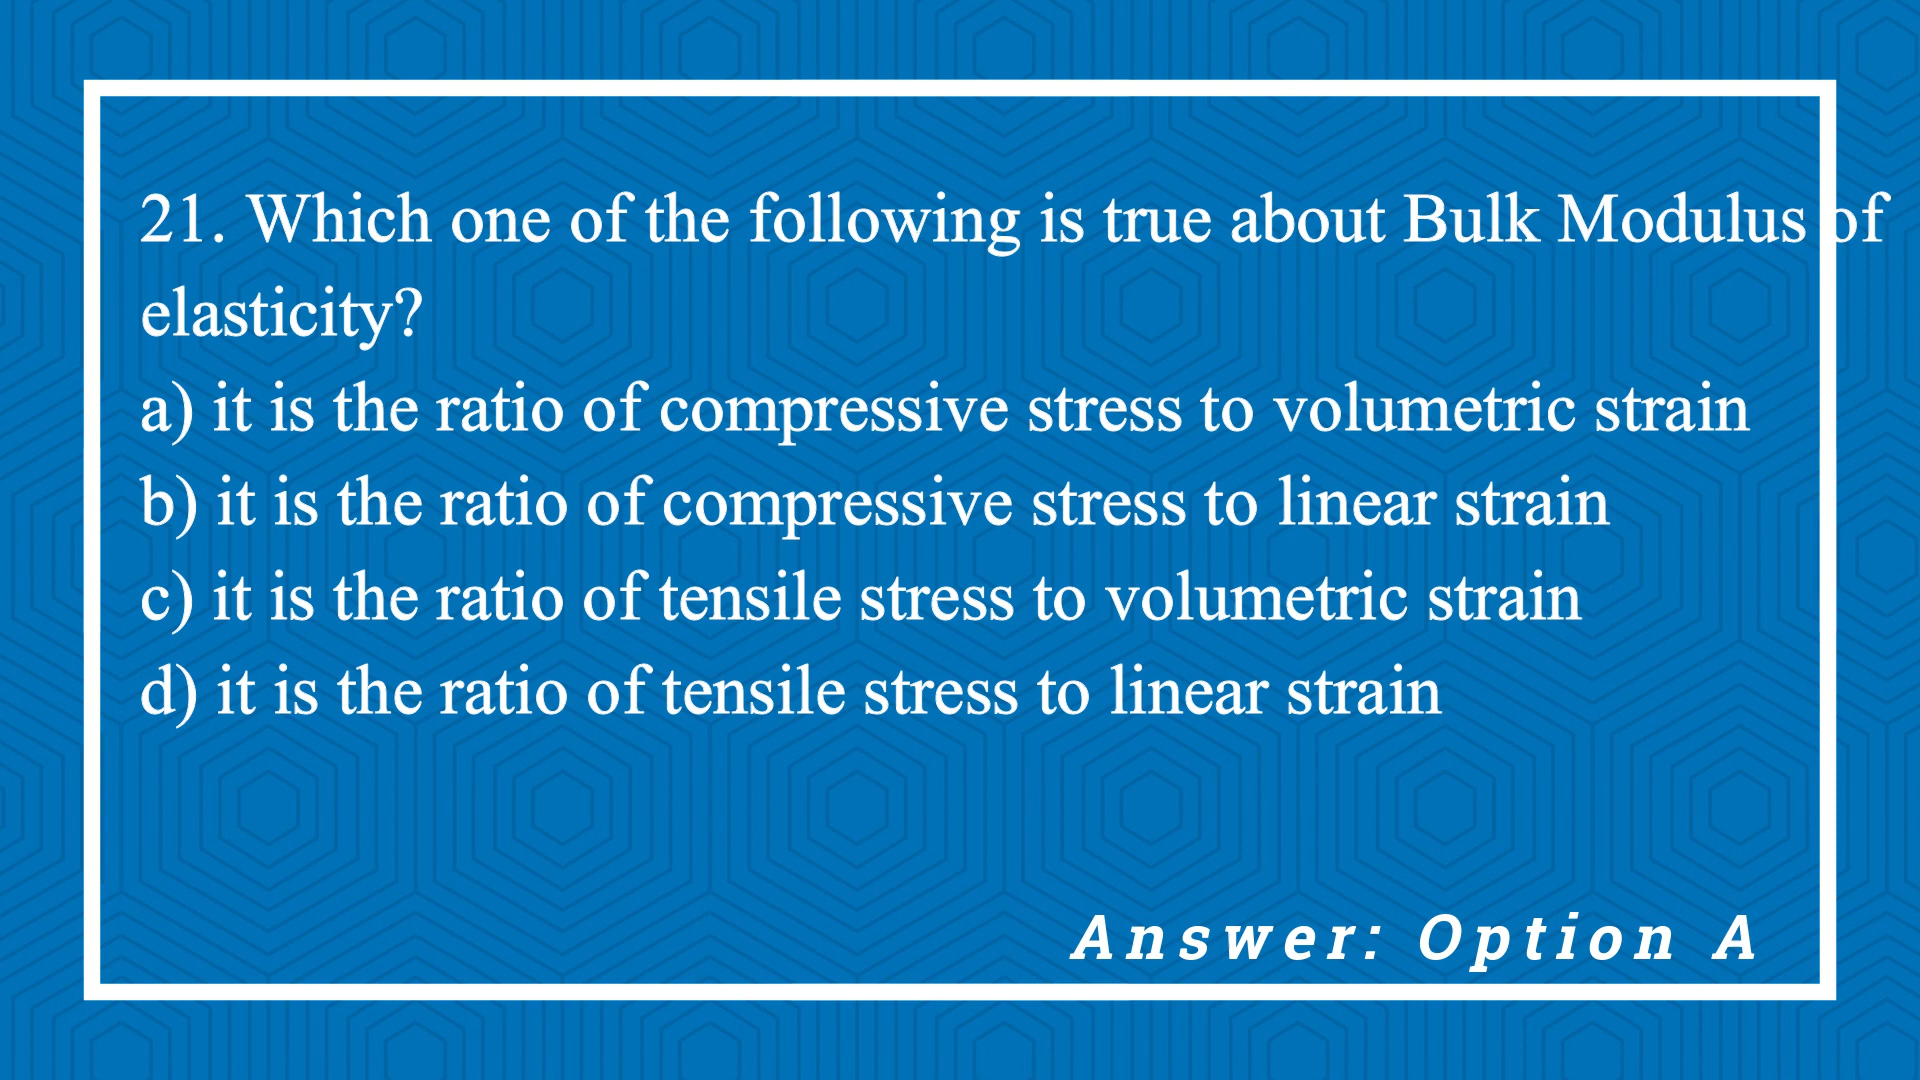 21. Which one of the following is true about Bulk Modulus of
elasticity?
a) it is the ratio of compressive stress to volumetric strain
b) it is the ratio of compressive stress to linear strain
c) it is the ratio of tensile stress to volumetric strain
d) it is the ratio of tensile stress to linear strain
Answer: Option A